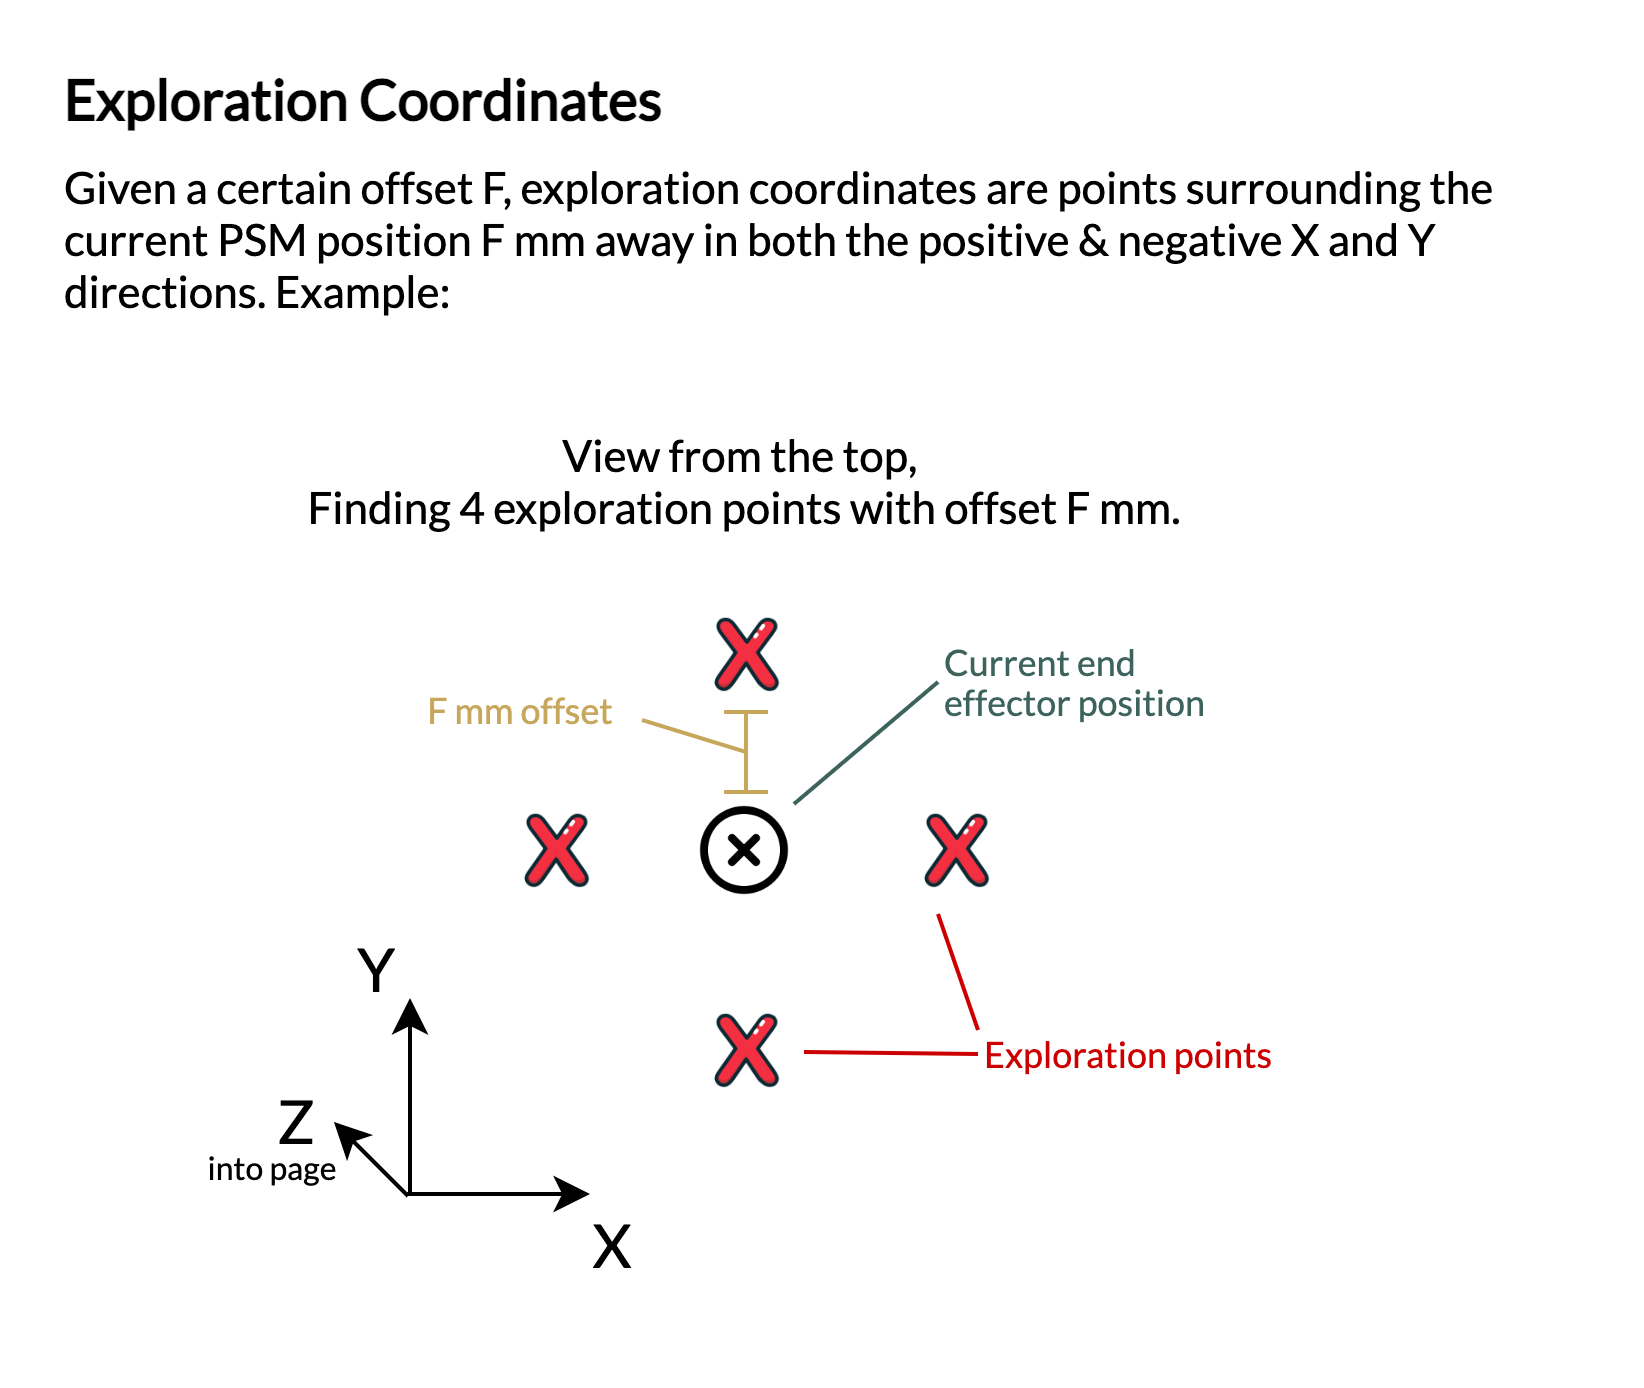 Exploration Coordinates
Given a certain offset F, exploration coordinates are points surrounding the
current PSM position F mm away in both the positive & negative X and Y
directions. Example:
View from the top,
Finding 4 exploration points with offset F mm.
Current end
effector position
F mm offset
Y
Exploration points
Z
into page
X